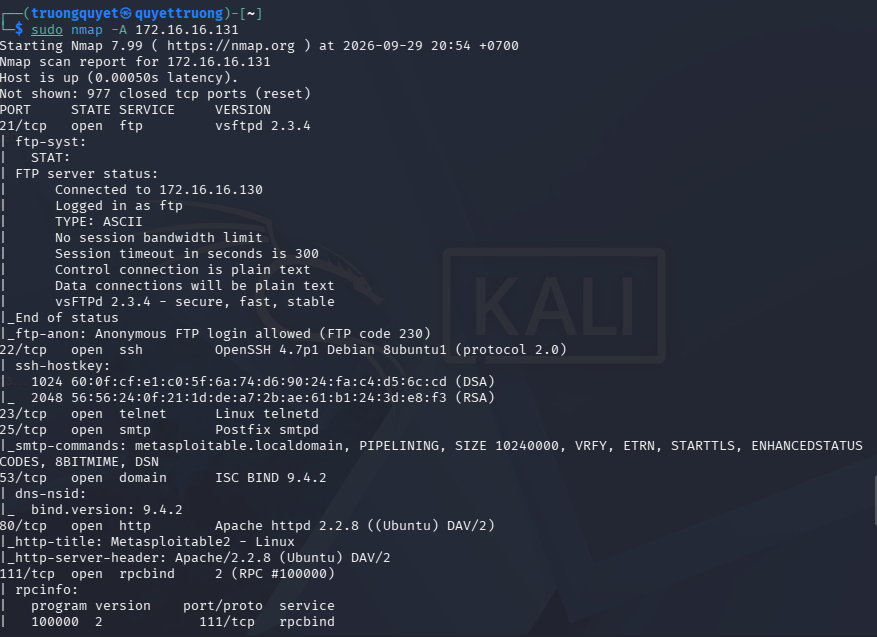 ┌──(truongquyet㉿quyettruong)-[~]
└─$ sudo nmap -A 172.16.16.131
Starting Nmap 7.99 ( https://nmap.org ) at 2026-09-29 20:54 +0700
Nmap scan report for 172.16.16.131
Host is up (0.00050s latency).
Not shown: 977 closed tcp ports (reset)
PORT     STATE SERVICE     VERSION
21/tcp   open  ftp         vsftpd 2.3.4
| ftp-syst:
|   STAT:
| FTP server status:
|      Connected to 172.16.16.130
|      Logged in as ftp
|      TYPE: ASCII
|      No session bandwidth limit
|      Session timeout in seconds is 300
|      Control connection is plain text
|      Data connections will be plain text
|      vsFTPd 2.3.4 - secure, fast, stable
|_End of status
|_ftp-anon: Anonymous FTP login allowed (FTP code 230)
22/tcp   open  ssh         OpenSSH 4.7p1 Debian 8ubuntu1 (protocol 2.0)
| ssh-hostkey:
|   1024 60:0f:cf:e1:c0:5f:6a:74:d6:90:24:fa:c4:d5:6c:cd (DSA)
|_  2048 56:56:24:0f:21:1d:de:a7:2b:ae:61:b1:24:3d:e8:f3 (RSA)
23/tcp   open  telnet      Linux telnetd
25/tcp   open  smtp        Postfix smtpd
|_smtp-commands: metasploitable.localdomain, PIPELINING, SIZE 10240000, VRFY, ETRN, STARTTLS, ENHANCEDSTATUS
CODES, 8BITMIME, DSN
53/tcp   open  domain      ISC BIND 9.4.2
| dns-nsid:
|_  bind.version: 9.4.2
80/tcp   open  http        Apache httpd 2.2.8 ((Ubuntu) DAV/2)
|_http-title: Metasploitable2 - Linux
|_http-server-header: Apache/2.2.8 (Ubuntu) DAV/2
111/tcp  open  rpcbind     2 (RPC #100000)
| rpcinfo:
|   program version    port/proto  service
|   100000  2            111/tcp   rpcbind
KALI